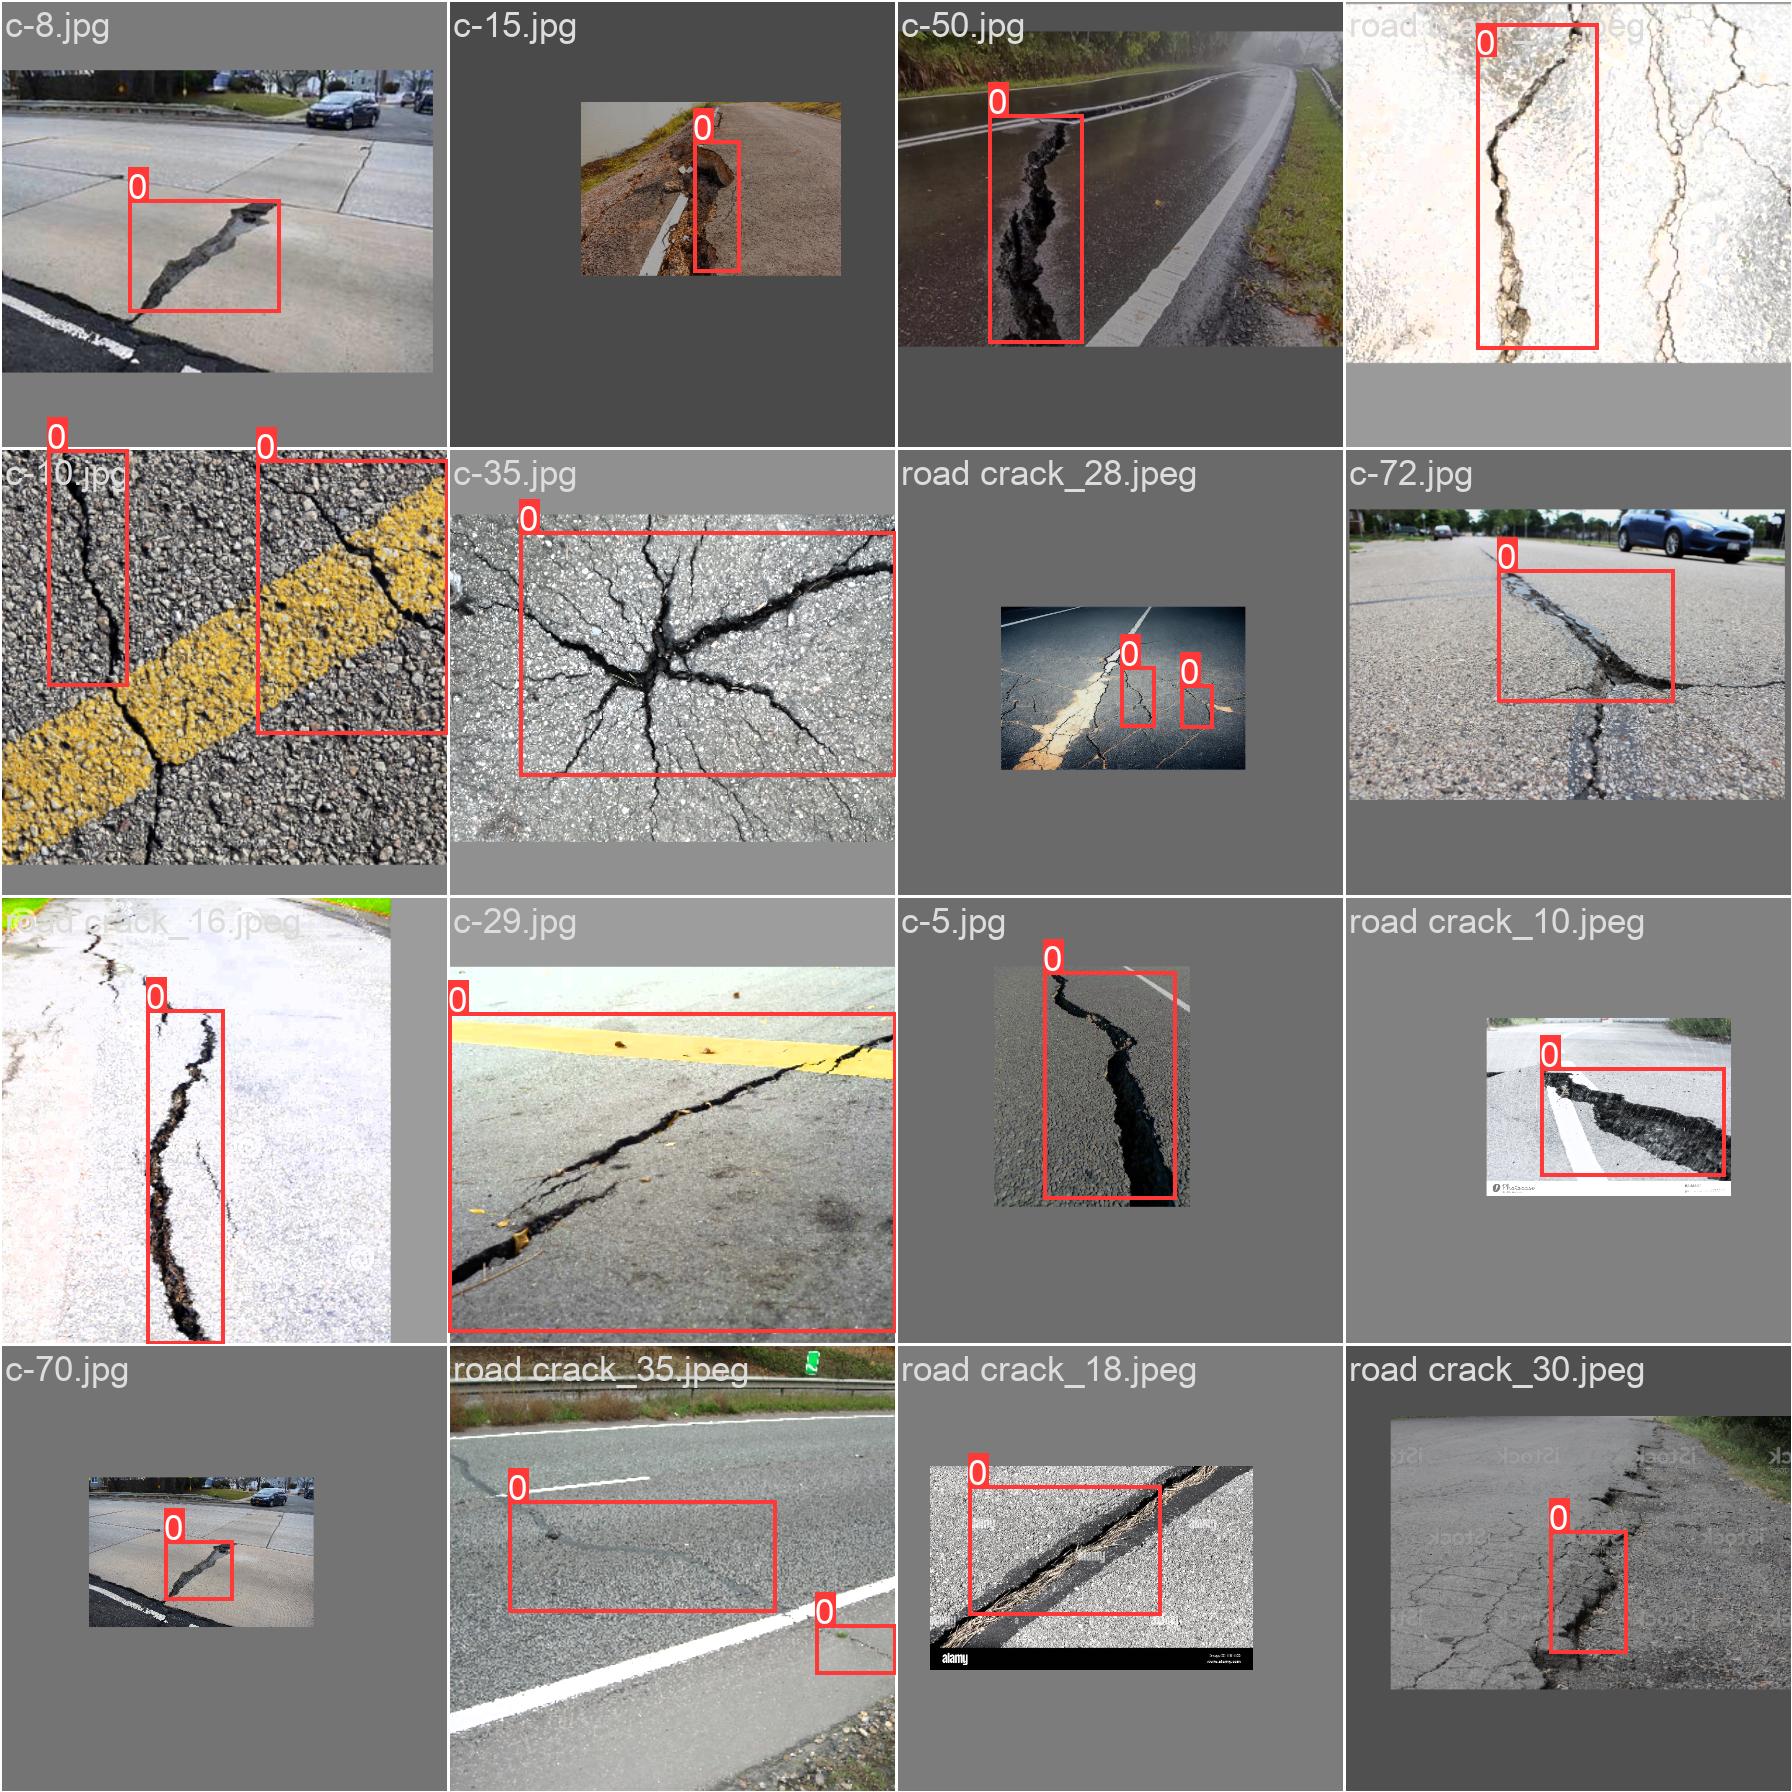 c-8.jpg
c-15.jpg
c-50.jpg
road
0
0
0
0
c-10.jpg
c-35.jpg
road crack_28.jpeg
c-72.jpg
0
0
0
0
0
0
road crack_16.jpeg
c-29.jpg
c-5.jpg
road crack_10.jpeg
0
0
0
0
Photocase
c-70.jpg
road crack_35.jpeg
road crack_18.jpeg
road crack_30.jpeg
0
0
0
0
0
alamy
alamy
iStock
iStock